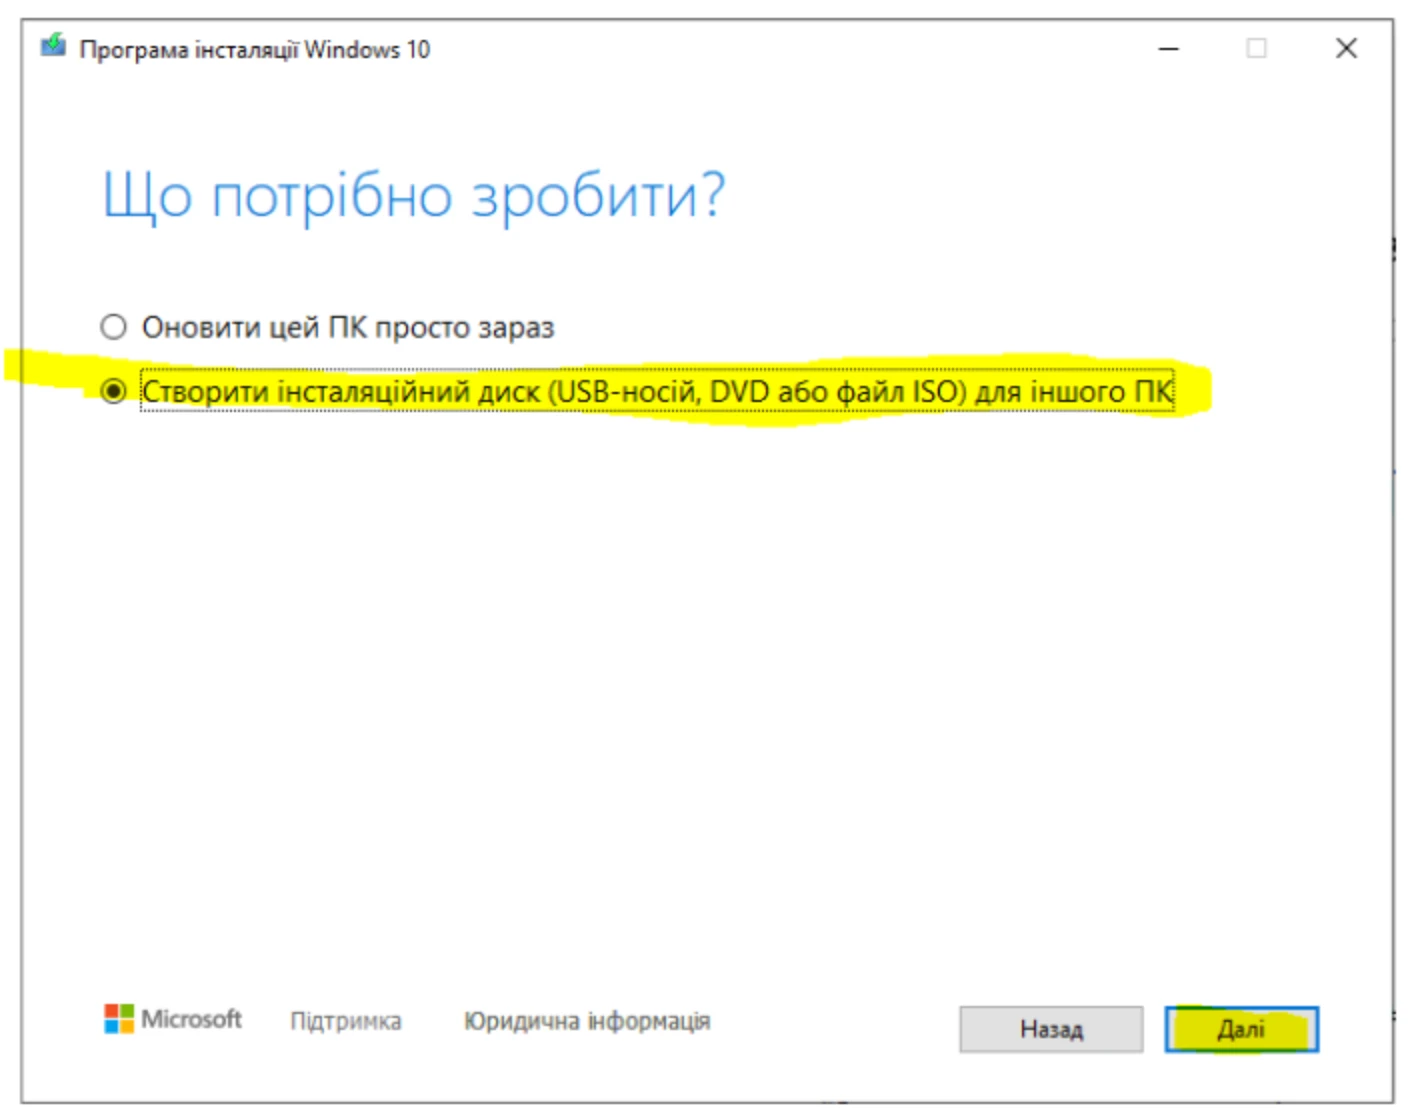 Програма інсталяції Windows 10
Що потрібно зробити?
Оновити цей ПК просто зараз
Створити інсталяційний диск (USB-носій, DVD або файл ISO) для іншого ПК
Microsoft Підтримка Юридична інформація Назад Далі